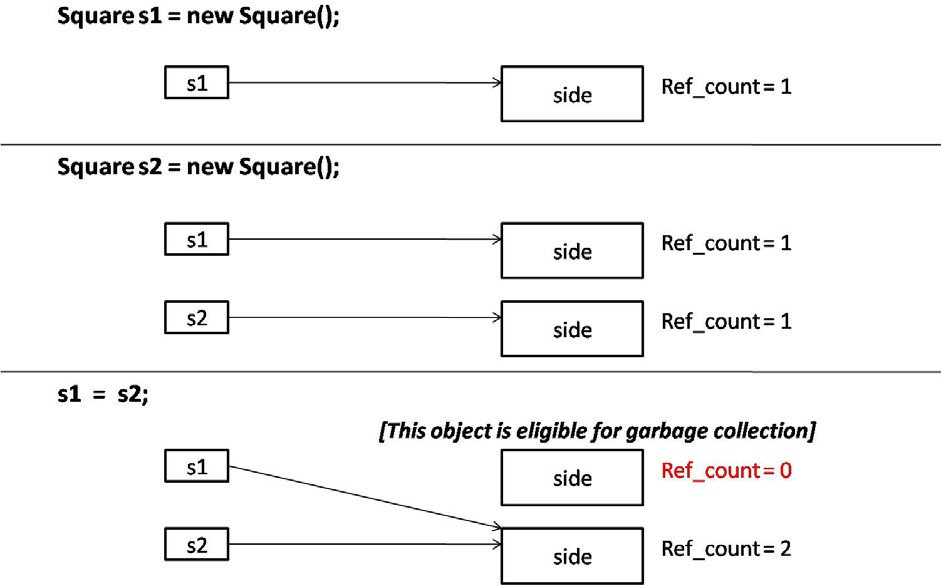 Square s1 = new Square();
s1
side
Ref_count = 1
Square s2 = new Square();
s1
side
Ref_count = 1
s2
side
Ref_count = 1
s1 = s2;
[This object is eligible for garbage collection]
s1
side
Ref_count = 0
s2
side
Ref_count = 2